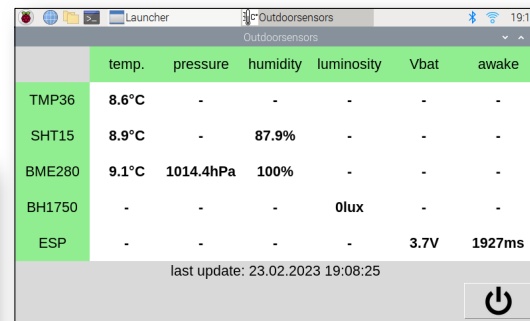 Launcher Outdoorsensors 19:1
Outdoorsensors
temp. pressure humidity luminosity Vbat awake
TMP36 8.6°C - - - - -
SHT15 8.9°C - 87.9% - - -
BME280 9.1°C 1014.4hPa 100% - - -
BH1750 - - - 0lux - -
ESP - - - - 3.7V 1927ms
last update: 23.02.2023 19:08:25